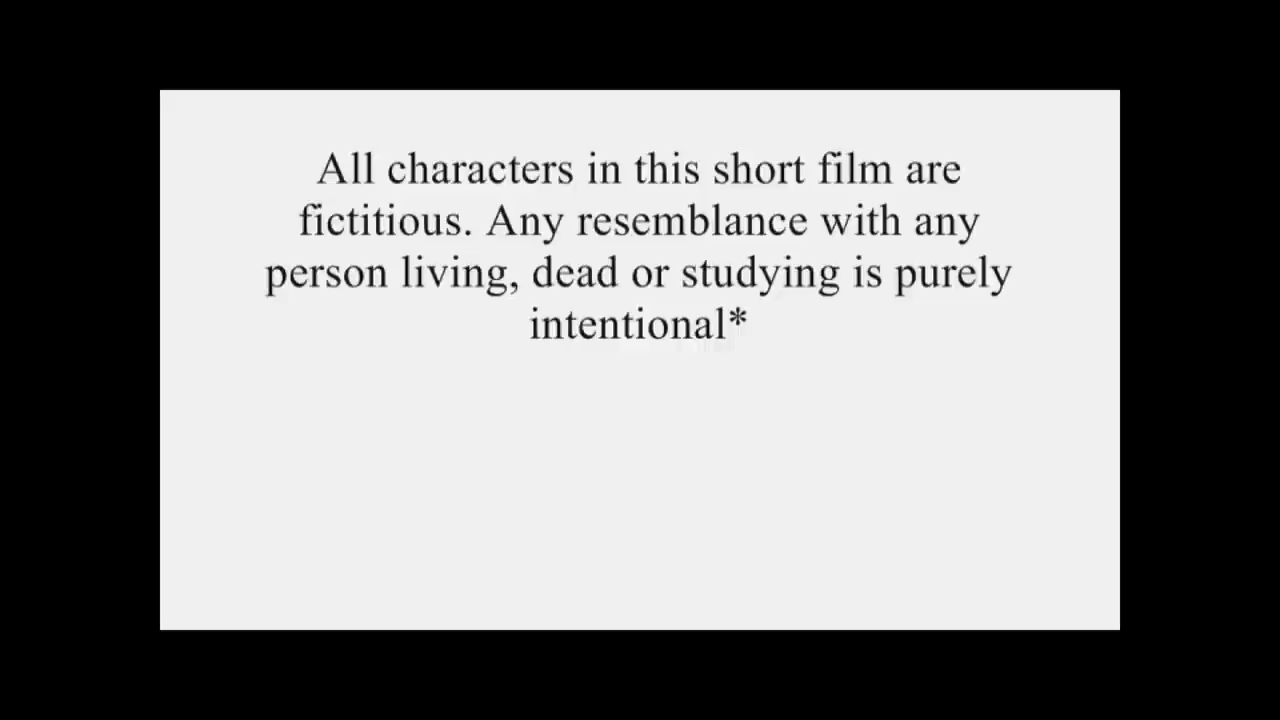 All characters in this short film are
fictitious. Any resemblance with any
person living, dead or studying is purely
intentional*